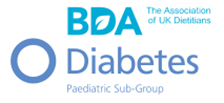 BDA
The Association
of UK Dietitians
Diabetes
Paediatric Sub-Group